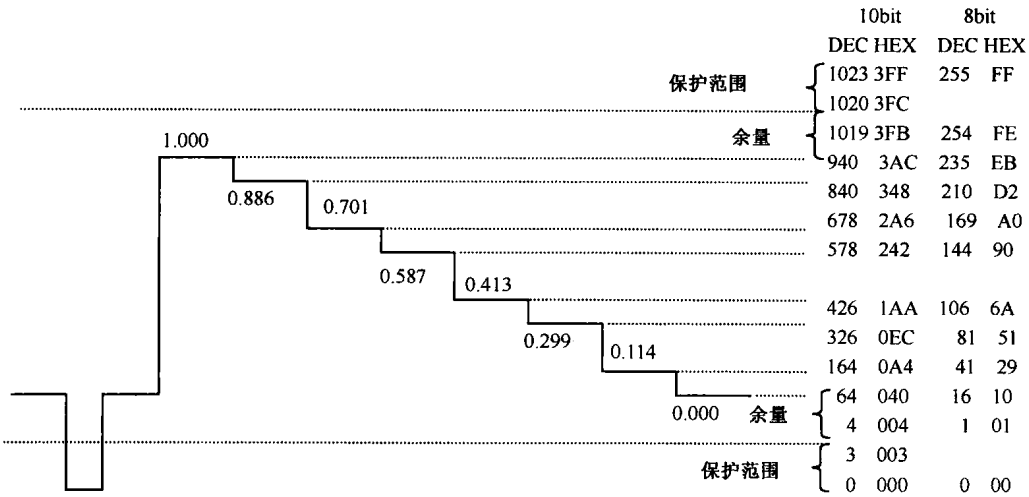 10bit 8bit
DEC HEX DEC HEX
保护范围 1023 3FF 255 FF
1020 3FC
余量 1019 3FB 254 FE
1.000 940 3AC 235 EB
0.886 840 348 210 D2
0.701 678 2A6 169 A0
0.587 578 242 144 90
0.413 426 1AA 106 6A
0.299 326 0EC 81 51
0.114 164 0A4 41 29
0.000 余量 64 040 16 10
4 004 1 01
3 003
保护范围 0 000 0 00